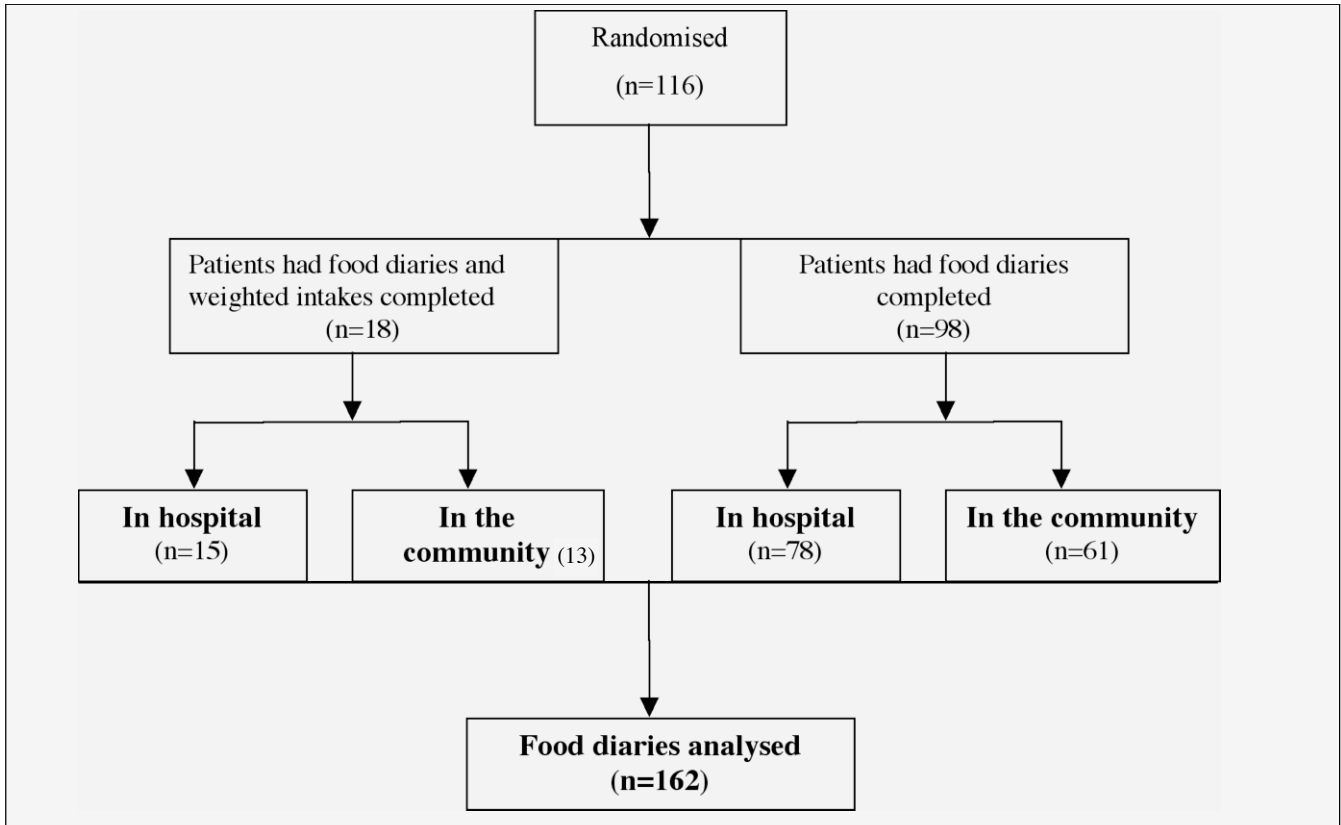 Randomised
(n=116)
Patients had food diaries and
weighted intakes completed
(n=18)
Patients had food diaries
completed
(n=98)
In hospital
(n=15)
In the
community (13)
In hospital
(n=78)
In the community
(n=61)
Food diaries analysed
(n=162)